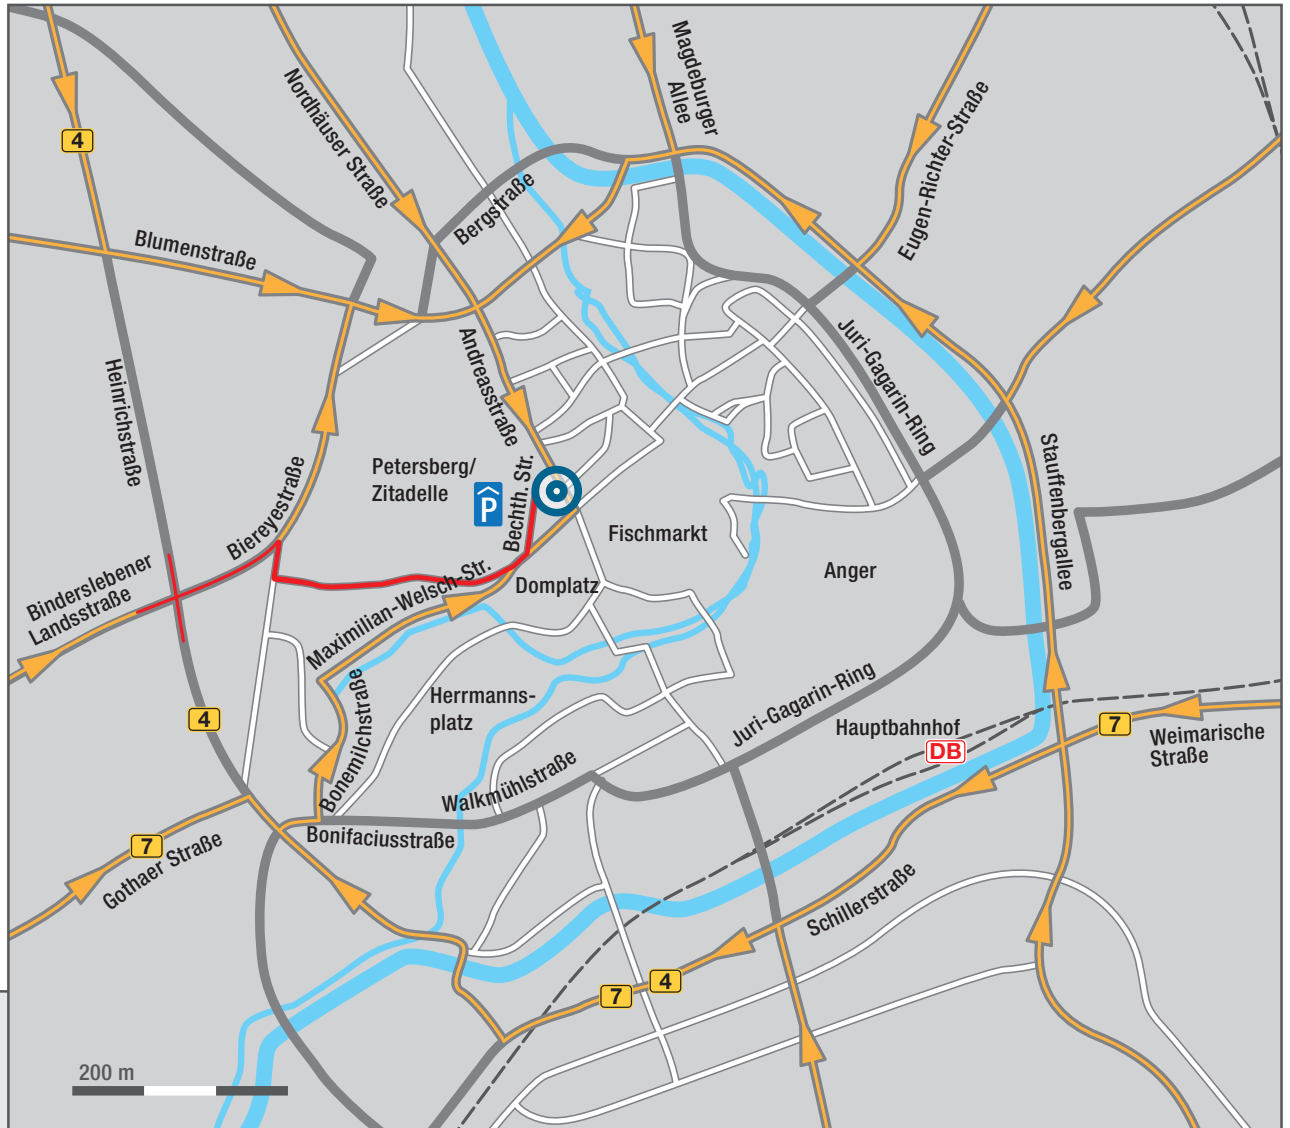 Magdeburger
Allee
Nordhäuser Straße
Eugen-Richter-Straße
4
Bergstraße
Blumenstraße
Andreasstraße
Juri-Gagarin-Ring
Heinrichstraße
Stauffenbergallee
Petersberg/
Zitadelle
P
Bechth. Str.
Biereyestraße
Fischmarkt
Anger
Domplatz
Binderslebener
Landsstraße
Maximilian-Welsch-Str.
Herrmanns-
platz
Bonemilchstraße
Juri-Gagarin-Ring
Hauptbahnhof
DB
4
7
Weimarische
Straße
Walkmühlstraße
Bonifaciusstraße
7
Gothaer Straße
Schillerstraße
7
4
200 m